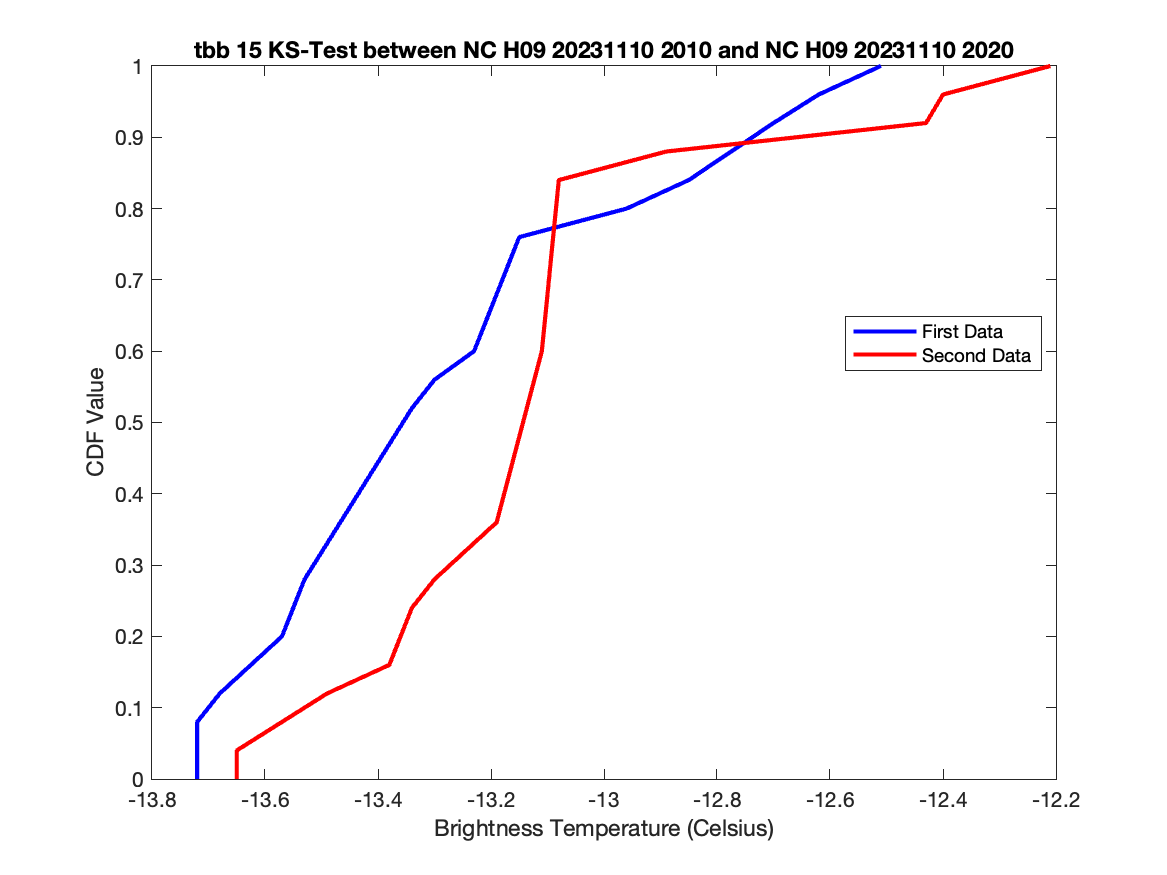 tbb 15 KS-Test between NC H09 20231110 2010 and NC H09 20231110 2020
1
0.9
0.8
0.7
0.6
0.5
0.4
0.3
0.2
0.1
0
CDF Value
First Data
Second Data
-13.8 -13.6 -13.4 -13.2 -13 -12.8 -12.6 -12.4 -12.2
Brightness Temperature (Celsius)